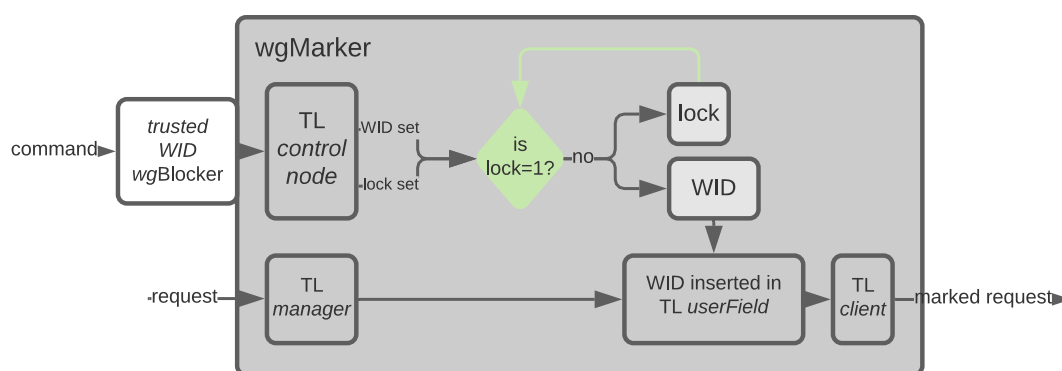 wgMarker
command
trusted
WID
wgBlocker
TL
control
node
WID set
lock set
is
lock=1?
no
lock
WID
request
TL
manager
WID inserted in
TL userField
TL
client
marked request